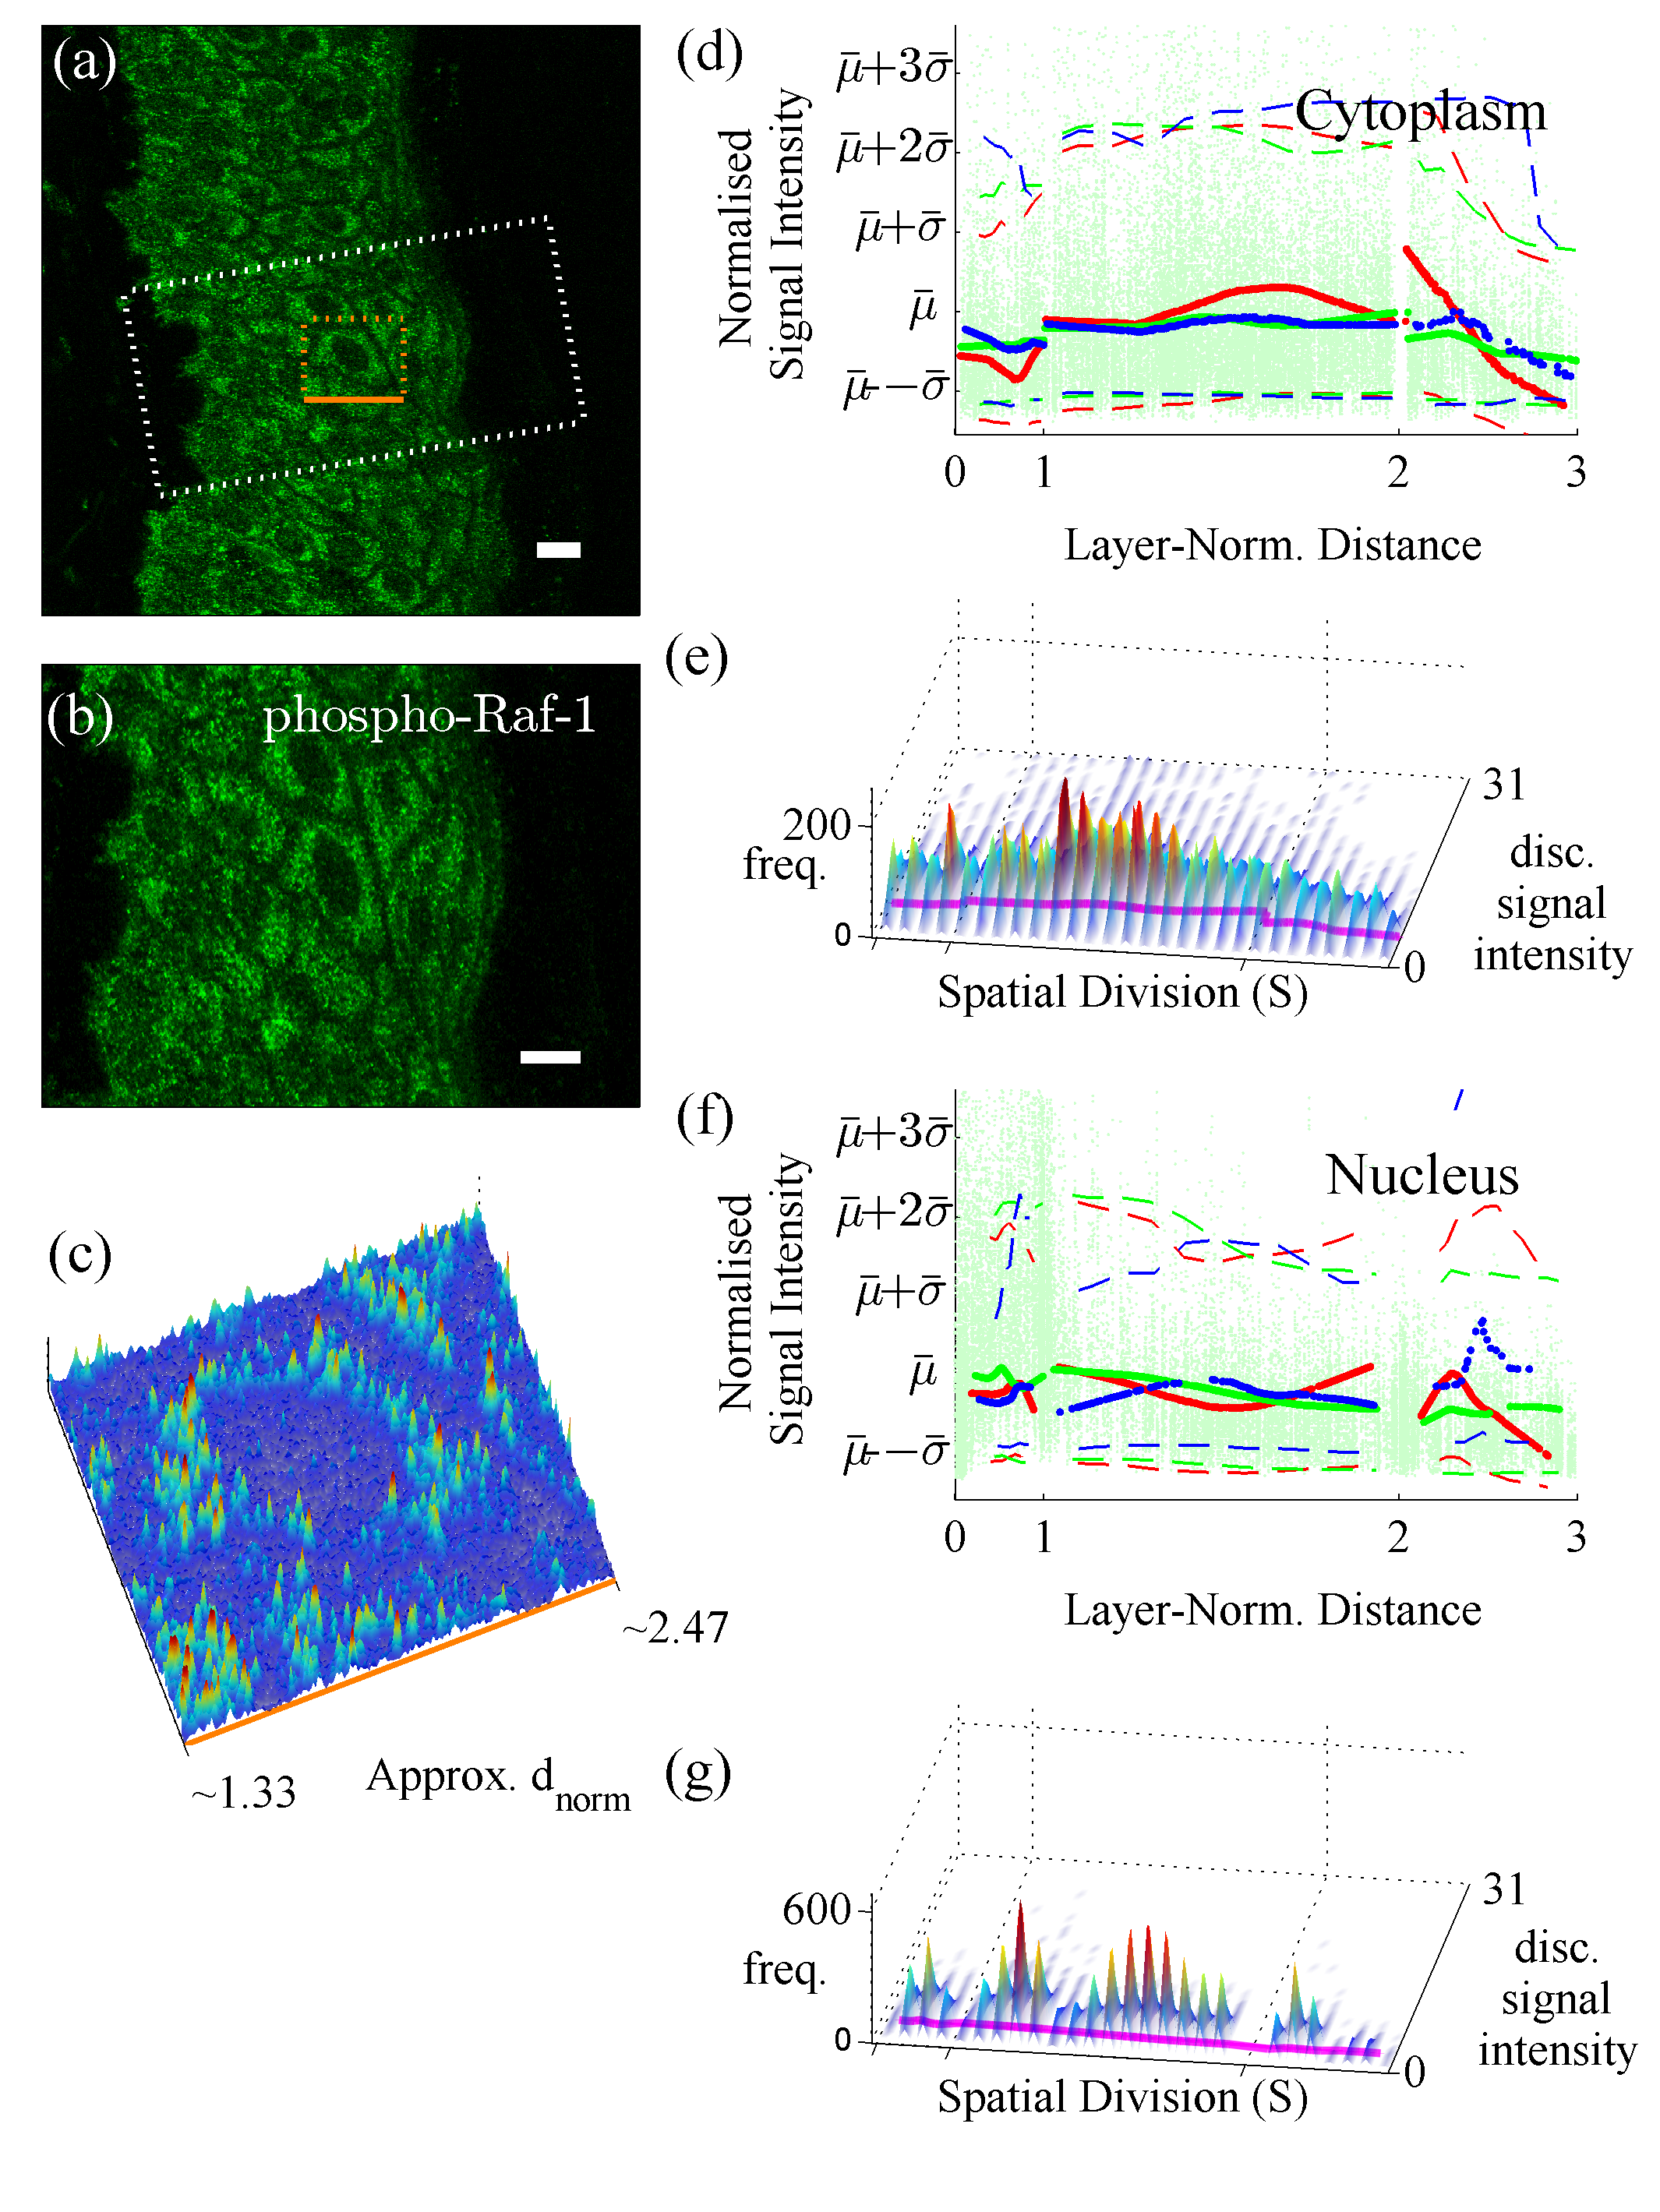 (a)
(b)
phospho-Raf-1
(c)
~2.47
~1.33
Approx. d_norm
(d)
Cytoplasm
Normalised
Signal Intensity
μ̄+3σ̄
μ̄+2σ̄
μ̄+σ̄
μ̄
μ̄-−σ̄
0 1 2 3
Layer-Norm. Distance
(e)
200
freq.
0
31
disc.
signal
intensity
0
Spatial Division (S)
(f)
Nucleus
Normalised
Signal Intensity
μ̄+3σ̄
μ̄+2σ̄
μ̄+σ̄
μ̄
μ̄-−σ̄
0 1 2 3
Layer-Norm. Distance
(g)
600
freq.
0
31
disc.
signal
intensity
0
Spatial Division (S)